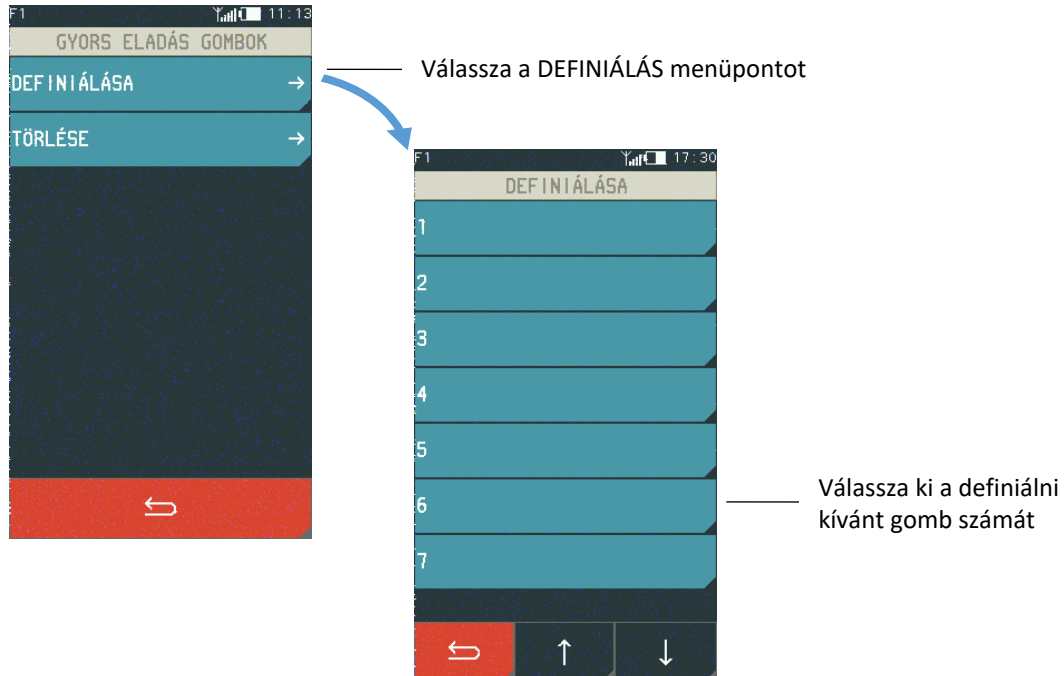 F1 11:13
GYORS ELADÁS GOMBOK
DEFINIÁLÁSA →
TÖRLÉSE →
Válassza a DEFINIÁLÁS menüpontot
F1 17:30
DEFINIÁLÁSA
1
2
3
4
5
6
7
Válassza ki a definiálni
kívánt gomb számát